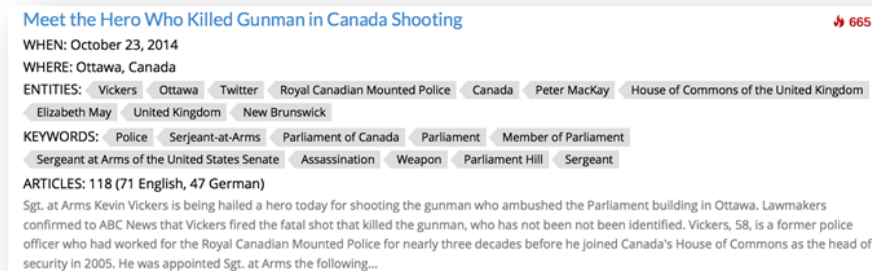 Meet the Hero Who Killed Gunman in Canada Shooting 665
WHEN: October 23, 2014
WHERE: Ottawa, Canada
ENTITIES: Vickers Ottawa Twitter Royal Canadian Mounted Police Canada Peter MacKay House of Commons of the United Kingdom
Elizabeth May United Kingdom New Brunswick
KEYWORDS: Police Serjeant-at-Arms Parliament of Canada Parliament Member of Parliament
Sergeant at Arms of the United States Senate Assassination Weapon Parliament Hill Sergeant
ARTICLES: 118 (71 English, 47 German)
Sgt. at Arms Kevin Vickers is being hailed a hero today for shooting the gunman who ambushed the Parliament building in Ottawa. Lawmakers
confirmed to ABC News that Vickers fired the fatal shot that killed the gunman, who has not been not been identified. Vickers, 58, is a former police
officer who had worked for the Royal Canadian Mounted Police for nearly three decades before he joined Canada's House of Commons as the head of
security in 2005. He was appointed Sgt. at Arms the following...